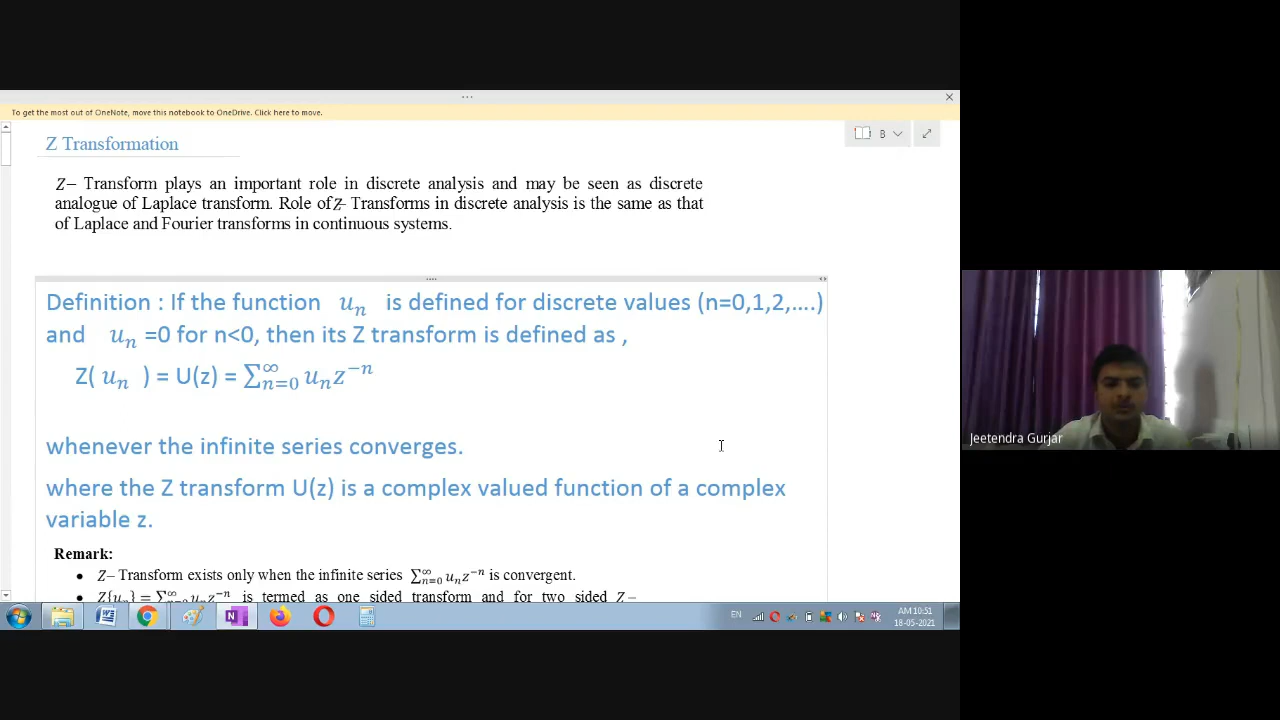 To get the most out of OneNote, move this notebook to OneDrive. Click here to move.
Z Transformation
B
Z− Transform plays an important role in discrete analysis and may be seen as discrete
analogue of Laplace transform. Role of Z− Transforms in discrete analysis is the same as that
of Laplace and Fourier transforms in continuous systems.
Definition : If the function uₙ is defined for discrete values (n=0,1,2,....)
and uₙ =0 for n<0, then its Z transform is defined as ,
Z( uₙ ) = U(z) = ∑_{n=0}^{∞} uₙz⁻ⁿ
whenever the infinite series converges.
where the Z transform U(z) is a complex valued function of a complex
variable z.
Remark:
• Z− Transform exists only when the infinite series ∑_{n=0}^{∞} uₙz⁻ⁿ is convergent.
• Z{uₙ} = ∑_{n=0}^{∞} uₙz⁻ⁿ is termed as one sided transform and for two sided Z−
Jeetendra Gurjar
EN
AM 10:51
18-05-2021